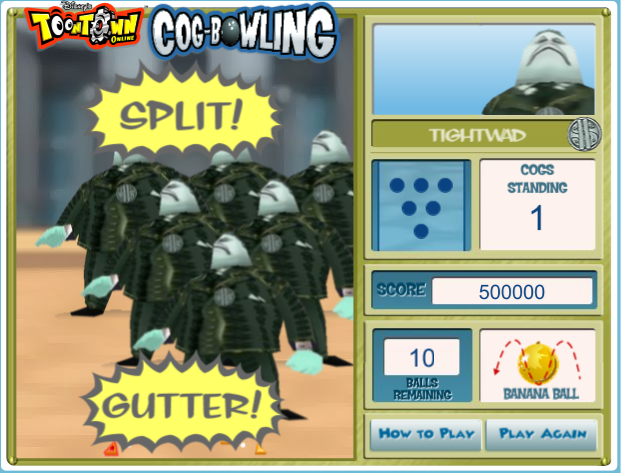 Disney's
TOONTOWN
ONLINE
COG-BOWLING
SPLIT!
GUTTER!
TIGHTWAD
COGS
STANDING
1
SCORE 500000
10
BALLS
REMAINING
BANANA BALL
HOW TO PLAY
PLAY AGAIN